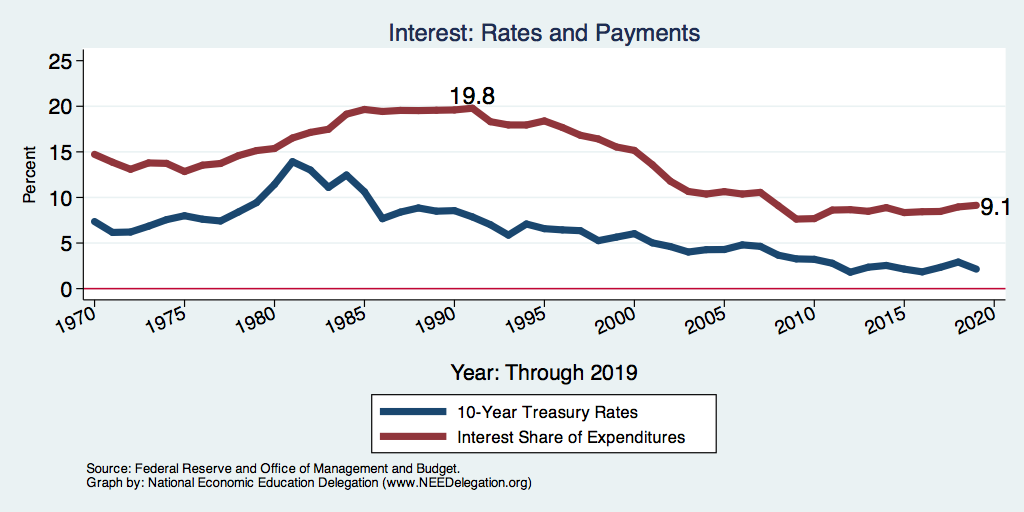 Interest: Rates and Payments
Percent
25
20
15
10
5
0
19.8
9.1
1970 1975 1980 1985 1990 1995 2000 2005 2010 2015 2020
Year: Through 2019
10-Year Treasury Rates
Interest Share of Expenditures
Source: Federal Reserve and Office of Management and Budget.
Graph by: National Economic Education Delegation (www.NEEDelegation.org)